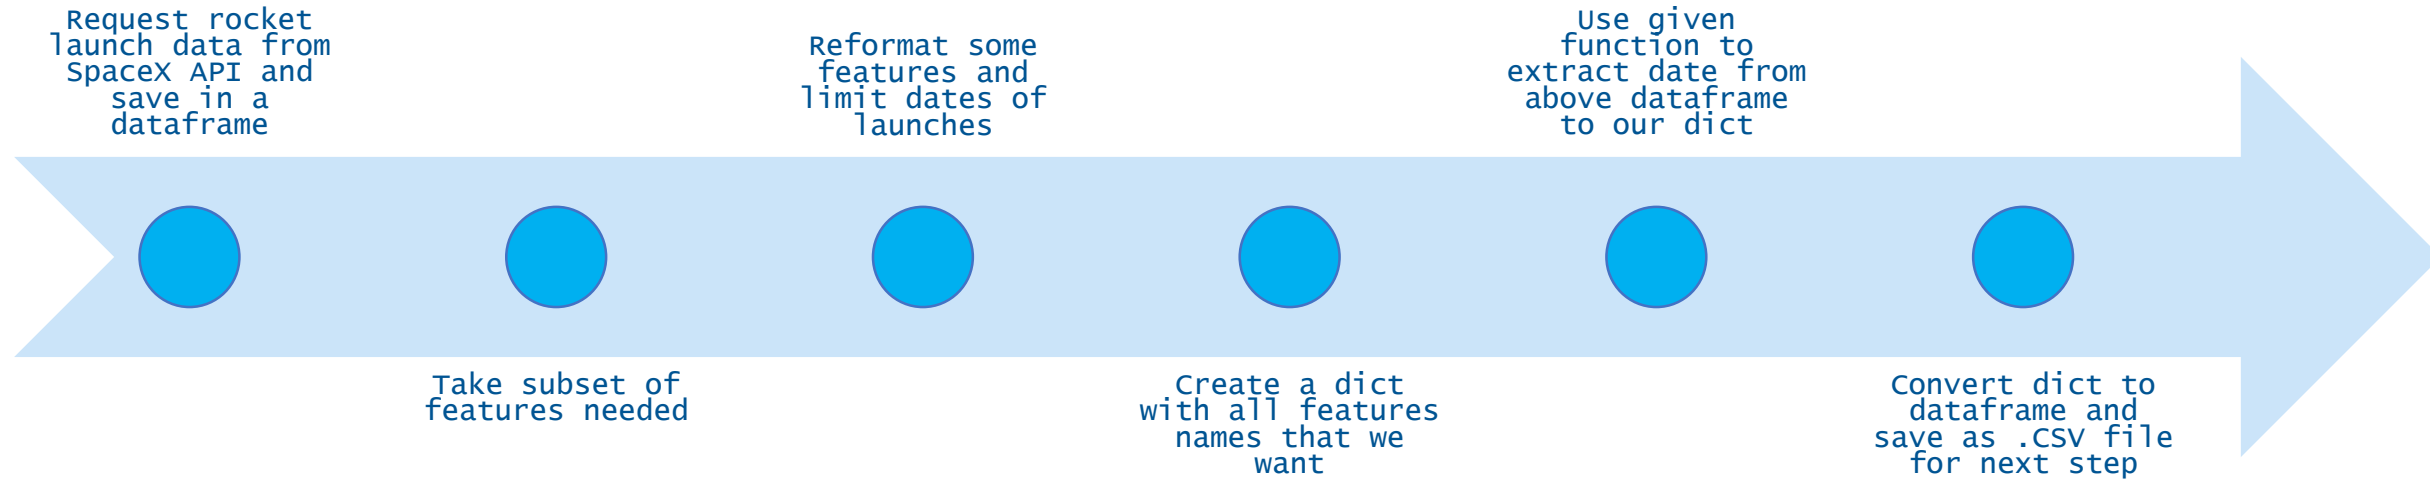 Request rocket
launch data from
SpaceX API and
save in a
dataframe
Take subset of
features needed
Reformat some
features and
limit dates of
launches
Create a dict
with all features
names that we
want
Use given
function to
extract date from
above dataframe
to our dict
Convert dict to
dataframe and
save as .CSV file
for next step